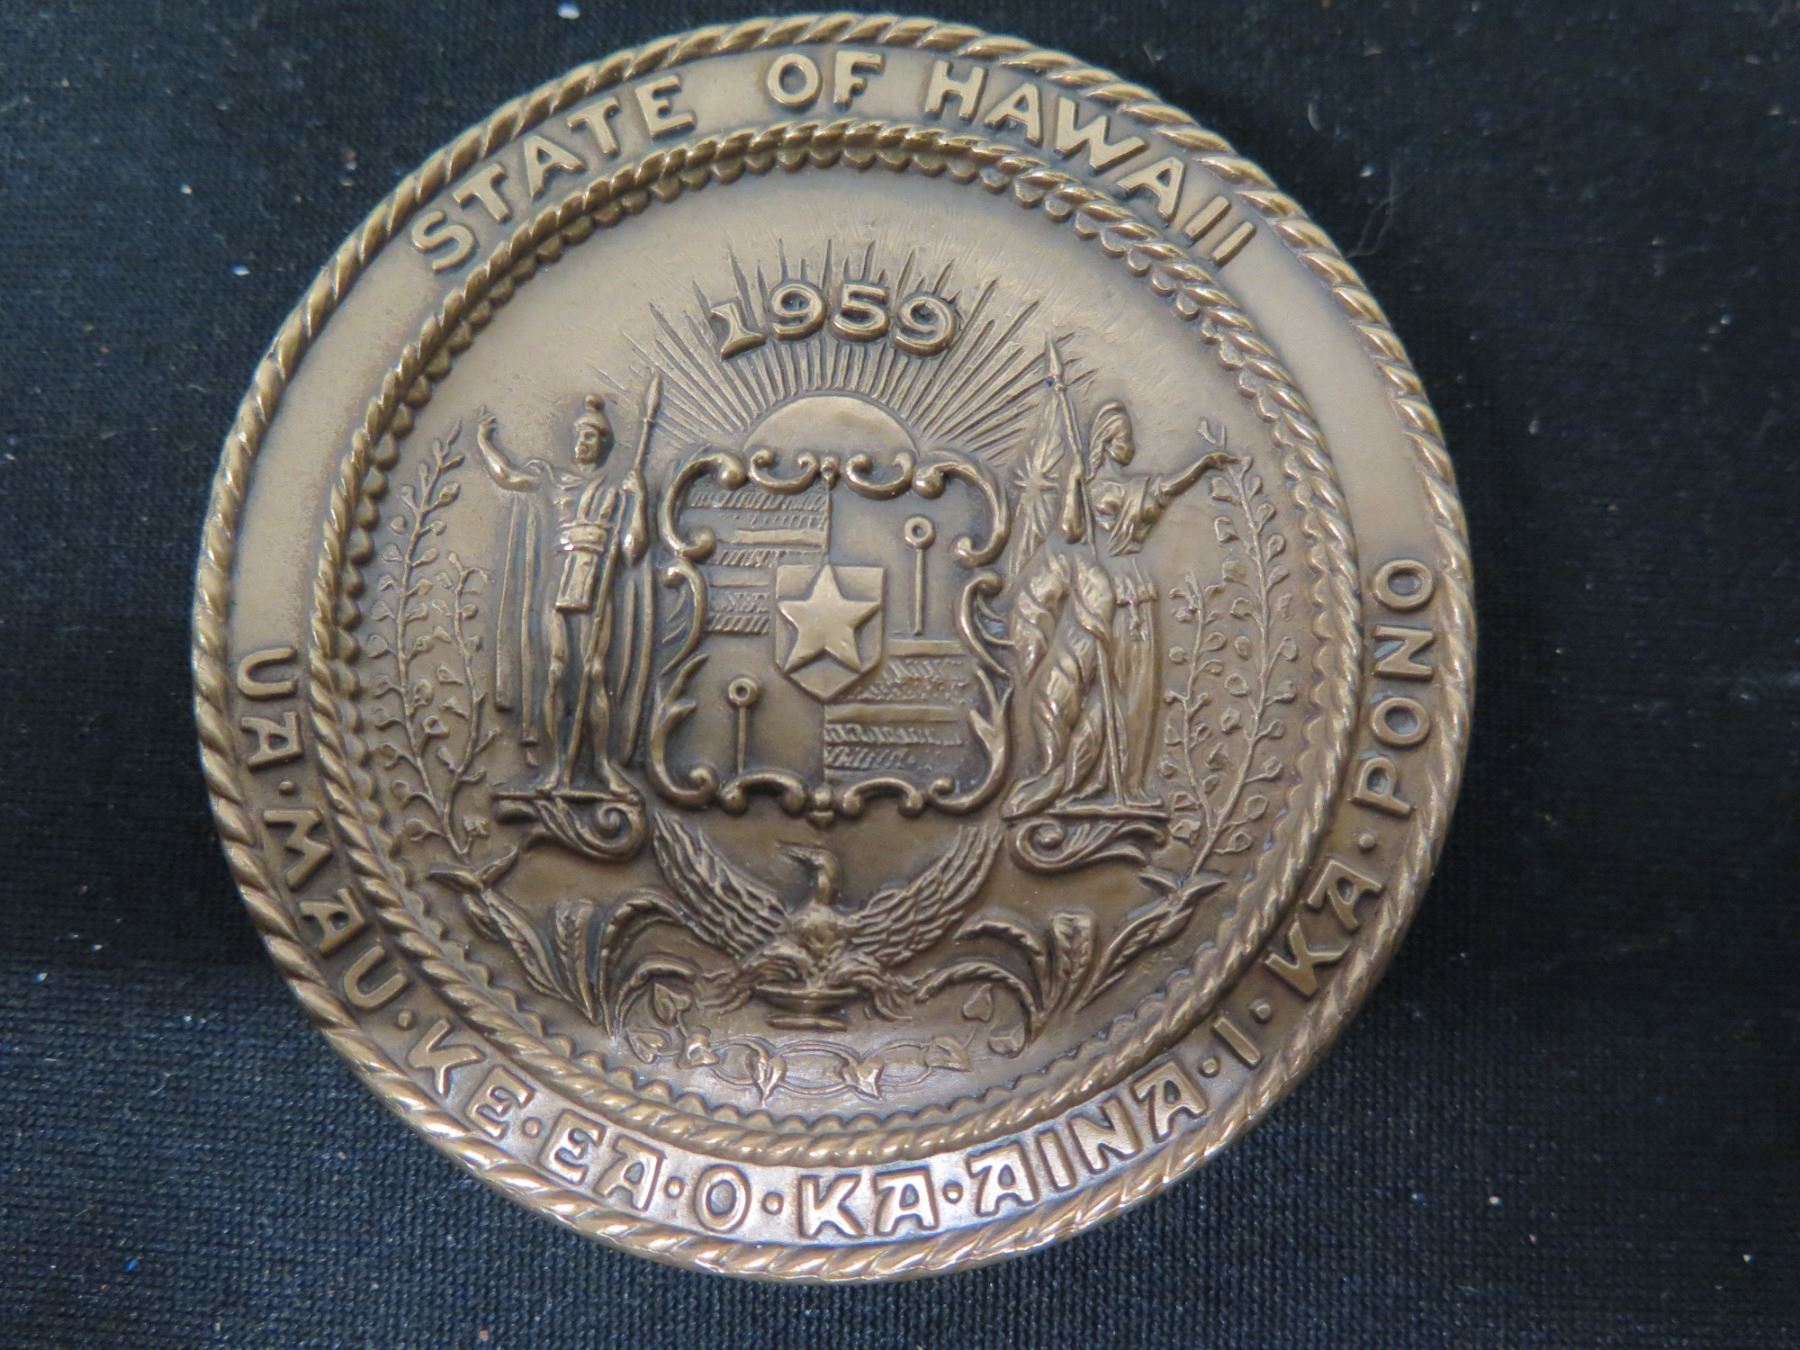 STATE OF HAWAII
1959
UA·MAU·KE·EA·O·KA·AINA·I·KA·PONO